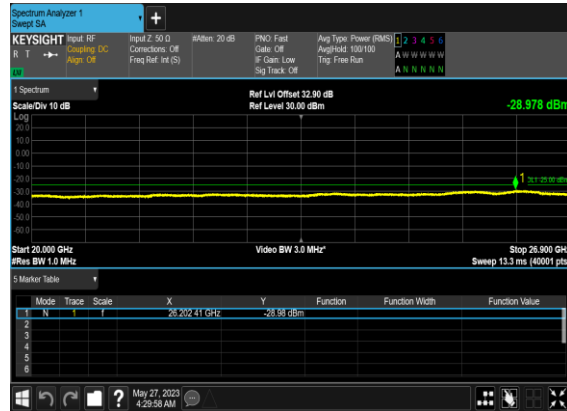 Spectrum Analyzer 1
Swept SA
+
KEYSIGHT
R T
LW
Input: RF
Coupling: DC
Align: Off
Input Z: 50 Ω
Corrections: Off
Freq Ref: Int (S)
#Atten: 20 dB
PNO: Fast
Gate: Off
IF Gain: Low
Sig Track: Off
Avg Type: Power (RMS)
Avg|Hold: 100/100
Trig: Free Run
1 2 3 4 5 6
A W W W W W
A N N N N N
1 Spectrum
Scale/Div 10 dB
Ref Lvl Offset 32.90 dB
Ref Level 30.00 dBm
-28.978 dBm
Log
20.0
10.0
0.00
-10.0
-20.0
-30.0
-40.0
-50.0
-60.0
1
DL1 -25.00 dBm
Start 20.000 GHz
#Res BW 1.0 MHz
Video BW 3.0 MHz*
Stop 26.900 GHz
Sweep 13.3 ms (40001 pts
5 Marker Table
Mode Trace Scale X Y Function Function Width Function Value
1 N 1 f 26.202 41 GHz -28.98 dBm
2
3
4
5
6
?
May 27, 2023
4:29:58 AM